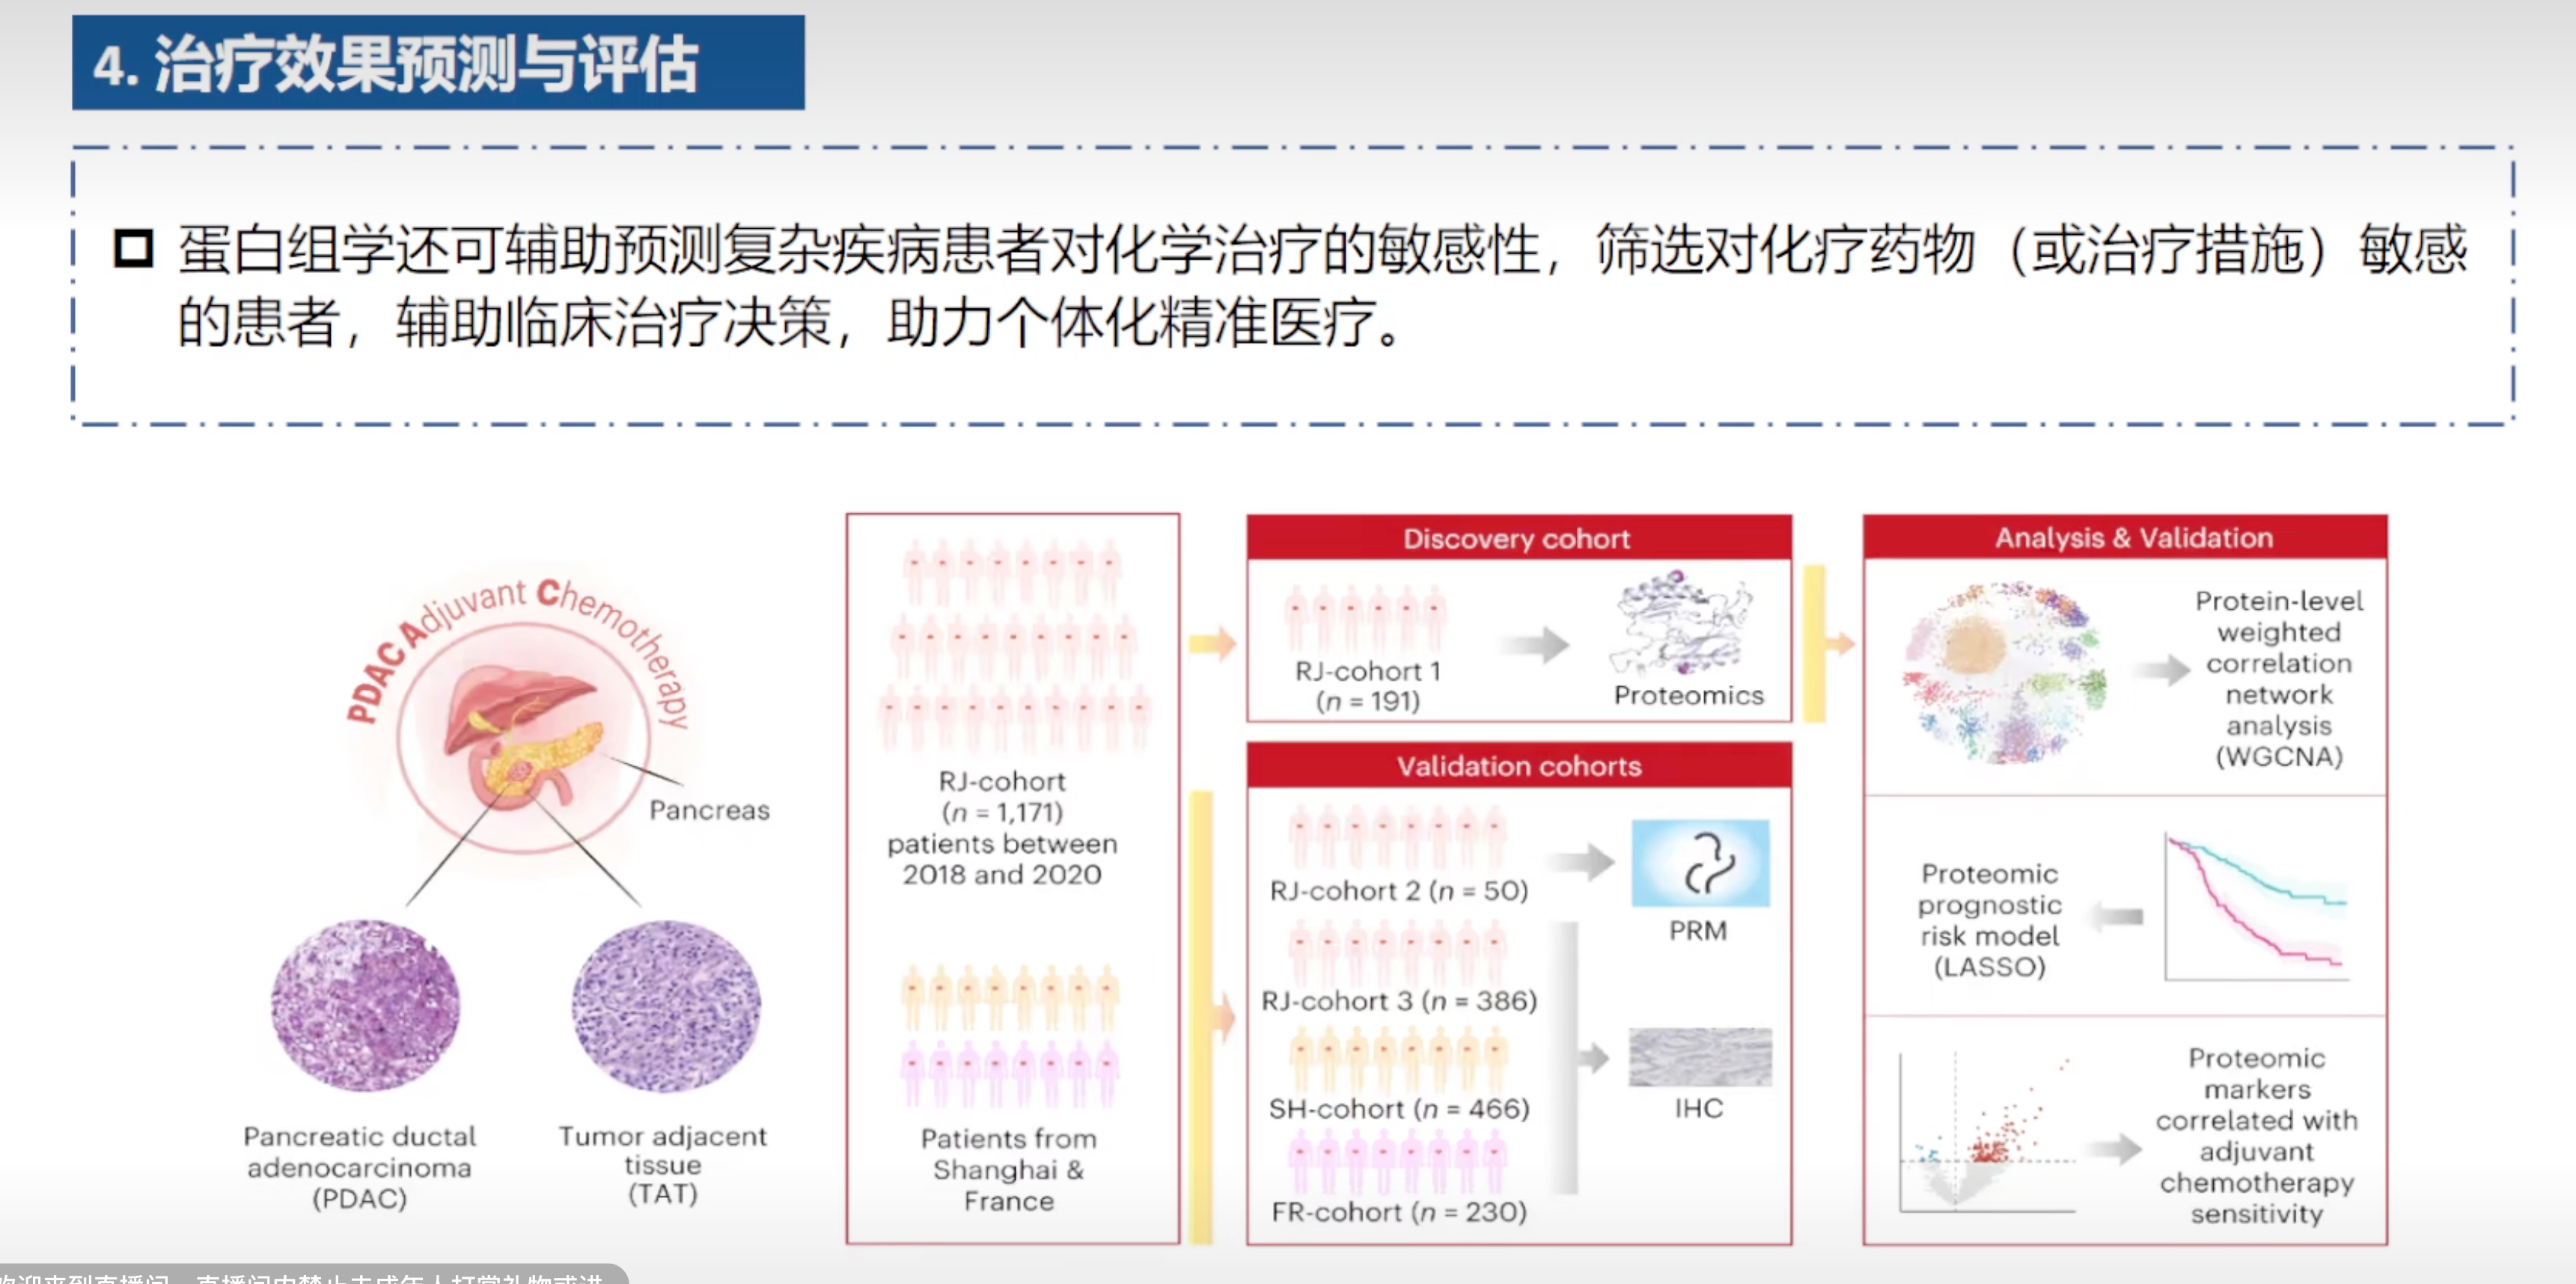 4. 治疗效果预测与评估
蛋白组学还可辅助预测复杂疾病患者对化学治疗的敏感性，筛选对化疗药物（或治疗措施）敏感
的患者，辅助临床治疗决策，助力个体化精准医疗。
PDAC Adjuvant Chemotherapy
Pancreas
Pancreatic ductal
adenocarcinoma
(PDAC)
Tumor adjacent
tissue
(TAT)
RJ-cohort
(n = 1,171)
patients between
2018 and 2020
Patients from
Shanghai &
France
Discovery cohort
RJ-cohort 1
(n = 191)
Proteomics
Validation cohorts
RJ-cohort 2 (n = 50)
PRM
RJ-cohort 3 (n = 386)
SH-cohort (n = 466)
IHC
FR-cohort (n = 230)
Analysis & Validation
Protein-level
weighted
correlation
network
analysis
(WGCNA)
Proteomic
prognostic
risk model
(LASSO)
Proteomic
markers
correlated with
adjuvant
chemotherapy
sensitivity